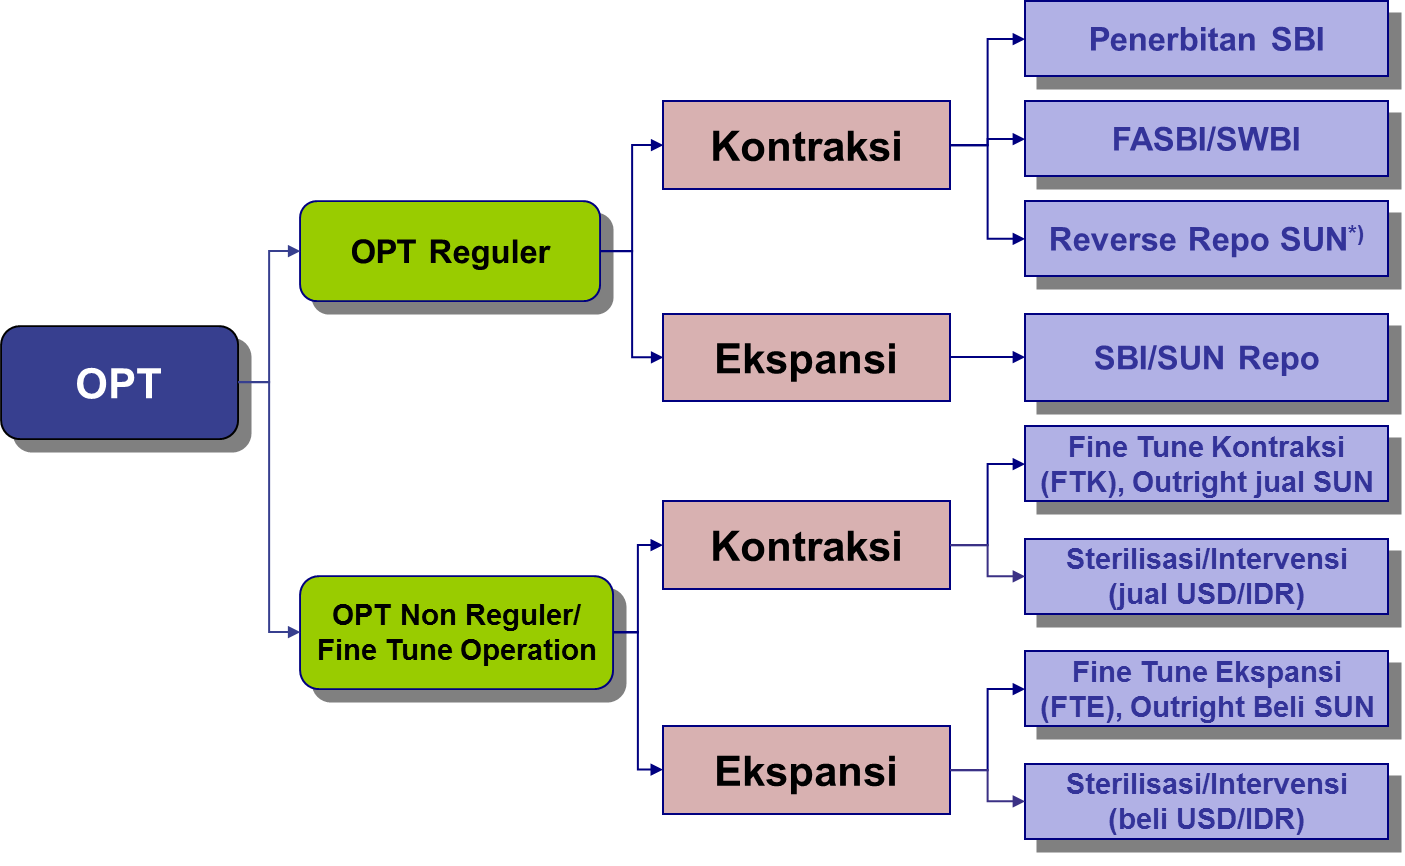 OPT
OPT Reguler
Kontraksi
Penerbitan SBI
FASBI/SWBI
Reverse Repo SUN*)
Ekspansi
SBI/SUN Repo
OPT Non Reguler/
Fine Tune Operation
Kontraksi
Fine Tune Kontraksi
(FTK), Outright jual SUN
Sterilisasi/Intervensi
(jual USD/IDR)
Ekspansi
Fine Tune Ekspansi
(FTE), Outright Beli SUN
Sterilisasi/Intervensi
(beli USD/IDR)